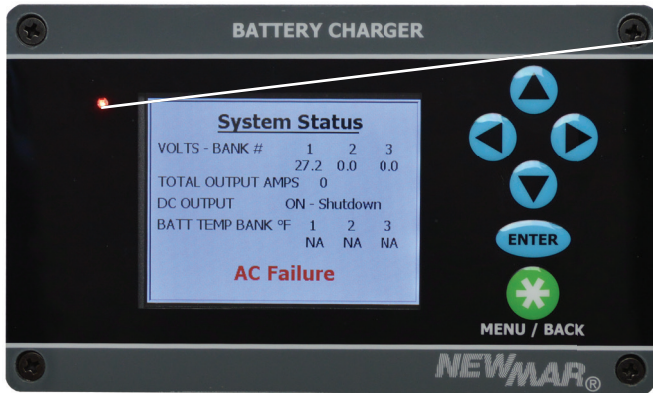 BATTERY CHARGER
System Status
VOLTS - BANK # 1 2 3
27.2 0.0 0.0
TOTAL OUTPUT AMPS 0
DC OUTPUT ON - Shutdown
BATT TEMP BANK °F 1 2 3
NA NA NA
AC Failure
ENTER
MENU / BACK
NEWMAR®